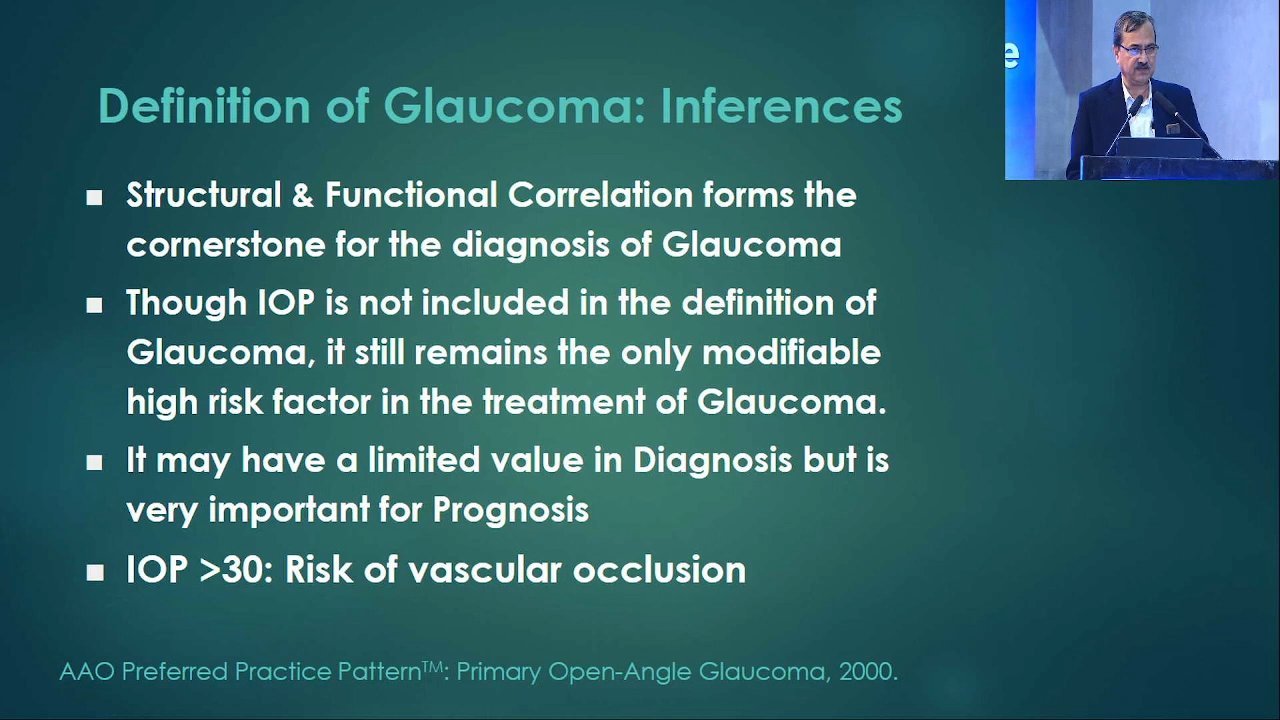 Definition of Glaucoma: Inferences
e
■ Structural & Functional Correlation forms the
cornerstone for the diagnosis of Glaucoma
■ Though IOP is not included in the definition of
Glaucoma, it still remains the only modifiable
high risk factor in the treatment of Glaucoma.
■ It may have a limited value in Diagnosis but is
very important for Prognosis
■ IOP >30: Risk of vascular occlusion
AAO Preferred Practice Pattern™: Primary Open-Angle Glaucoma, 2000.